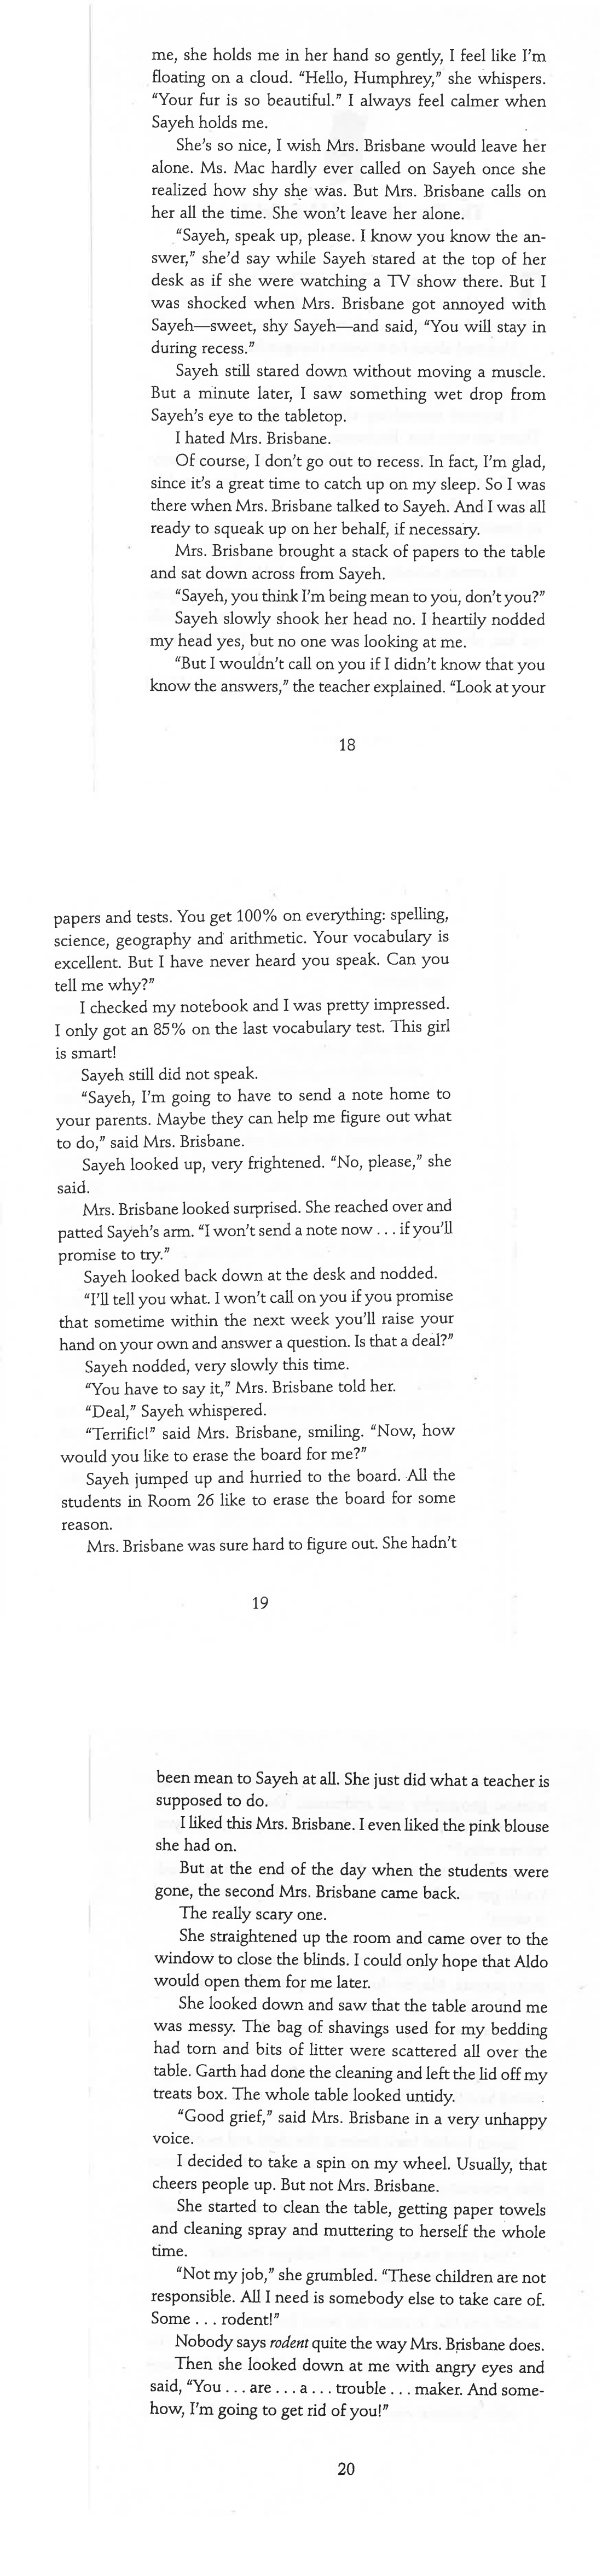 me, she holds me in her hand so gently, I feel like I'm
floating on a cloud. “Hello, Humphrey,” she whispers.
“Your fur is so beautiful.” I always feel calmer when
Sayeh holds me.
She's so nice, I wish Mrs. Brisbane would leave her
alone. Ms. Mac hardly ever called on Sayeh once she
realized how shy she was. But Mrs. Brisbane calls on
her all the time. She won't leave her alone.
“Sayeh, speak up, please. I know you know the an-
swer,” she'd say while Sayeh stared at the top of her
desk as if she were watching a TV show there. But I
was shocked when Mrs. Brisbane got annoyed with
Sayeh—sweet, shy Sayeh—and said, “You will stay in
during recess.”
Sayeh still stared down without moving a muscle.
But a minute later, I saw something wet drop from
Sayeh's eye to the tabletop.
I hated Mrs. Brisbane.
Of course, I don't go out to recess. In fact, I'm glad,
since it's a great time to catch up on my sleep. So I was
there when Mrs. Brisbane talked to Sayeh. And I was all
ready to squeak up on her behalf, if necessary.
Mrs. Brisbane brought a stack of papers to the table
and sat down across from Sayeh.
“Sayeh, you think I'm being mean to you, don't you?”
Sayeh slowly shook her head no. I heartily nodded
my head yes, but no one was looking at me.
“But I wouldn't call on you if I didn't know that you
know the answers,” the teacher explained. “Look at your
18
papers and tests. You get 100% on everything: spelling,
science, geography and arithmetic. Your vocabulary is
excellent. But I have never heard you speak. Can you
tell me why?”
I checked my notebook and I was pretty impressed.
I only got an 85% on the last vocabulary test. This girl
is smart!
Sayeh still did not speak.
“Sayeh, I'm going to have to send a note home to
your parents. Maybe they can help me figure out what
to do,” said Mrs. Brisbane.
Sayeh looked up, very frightened. “No, please,” she
said.
Mrs. Brisbane looked surprised. She reached over and
patted Sayeh's arm. “I won't send a note now . . . if you'll
promise to try.”
Sayeh looked back down at the desk and nodded.
“I'll tell you what. I won't call on you if you promise
that sometime within the next week you'll raise your
hand on your own and answer a question. Is that a deal?”
Sayeh nodded, very slowly this time.
“You have to say it,” Mrs. Brisbane told her.
“Deal,” Sayeh whispered.
“Terrific!” said Mrs. Brisbane, smiling. “Now, how
would you like to erase the board for me?”
Sayeh jumped up and hurried to the board. All the
students in Room 26 like to erase the board for some
reason.
Mrs. Brisbane was sure hard to figure out. She hadn't
19
been mean to Sayeh at all. She just did what a teacher is
supposed to do.
I liked this Mrs. Brisbane. I even liked the pink blouse
she had on.
But at the end of the day when the students were
gone, the second Mrs. Brisbane came back.
The really scary one.
She straightened up the room and came over to the
window to close the blinds. I could only hope that Aldo
would open them for me later.
She looked down and saw that the table around me
was messy. The bag of shavings used for my bedding
had torn and bits of litter were scattered all over the
table. Garth had done the cleaning and left the lid off my
treats box. The whole table looked untidy.
“Good grief,” said Mrs. Brisbane in a very unhappy
voice.
I decided to take a spin on my wheel. Usually, that
cheers people up. But not Mrs. Brisbane.
She started to clean the table, getting paper towels
and cleaning spray and muttering to herself the whole
time.
“Not my job,” she grumbled. “These children are not
responsible. All I need is somebody else to take care of.
Some . . . rodent!”
Nobody says rodent quite the way Mrs. Brisbane does.
Then she looked down at me with angry eyes and
said, “You . . . are . . . a . . . trouble . . . maker. And some-
how, I'm going to get rid of you!”
20